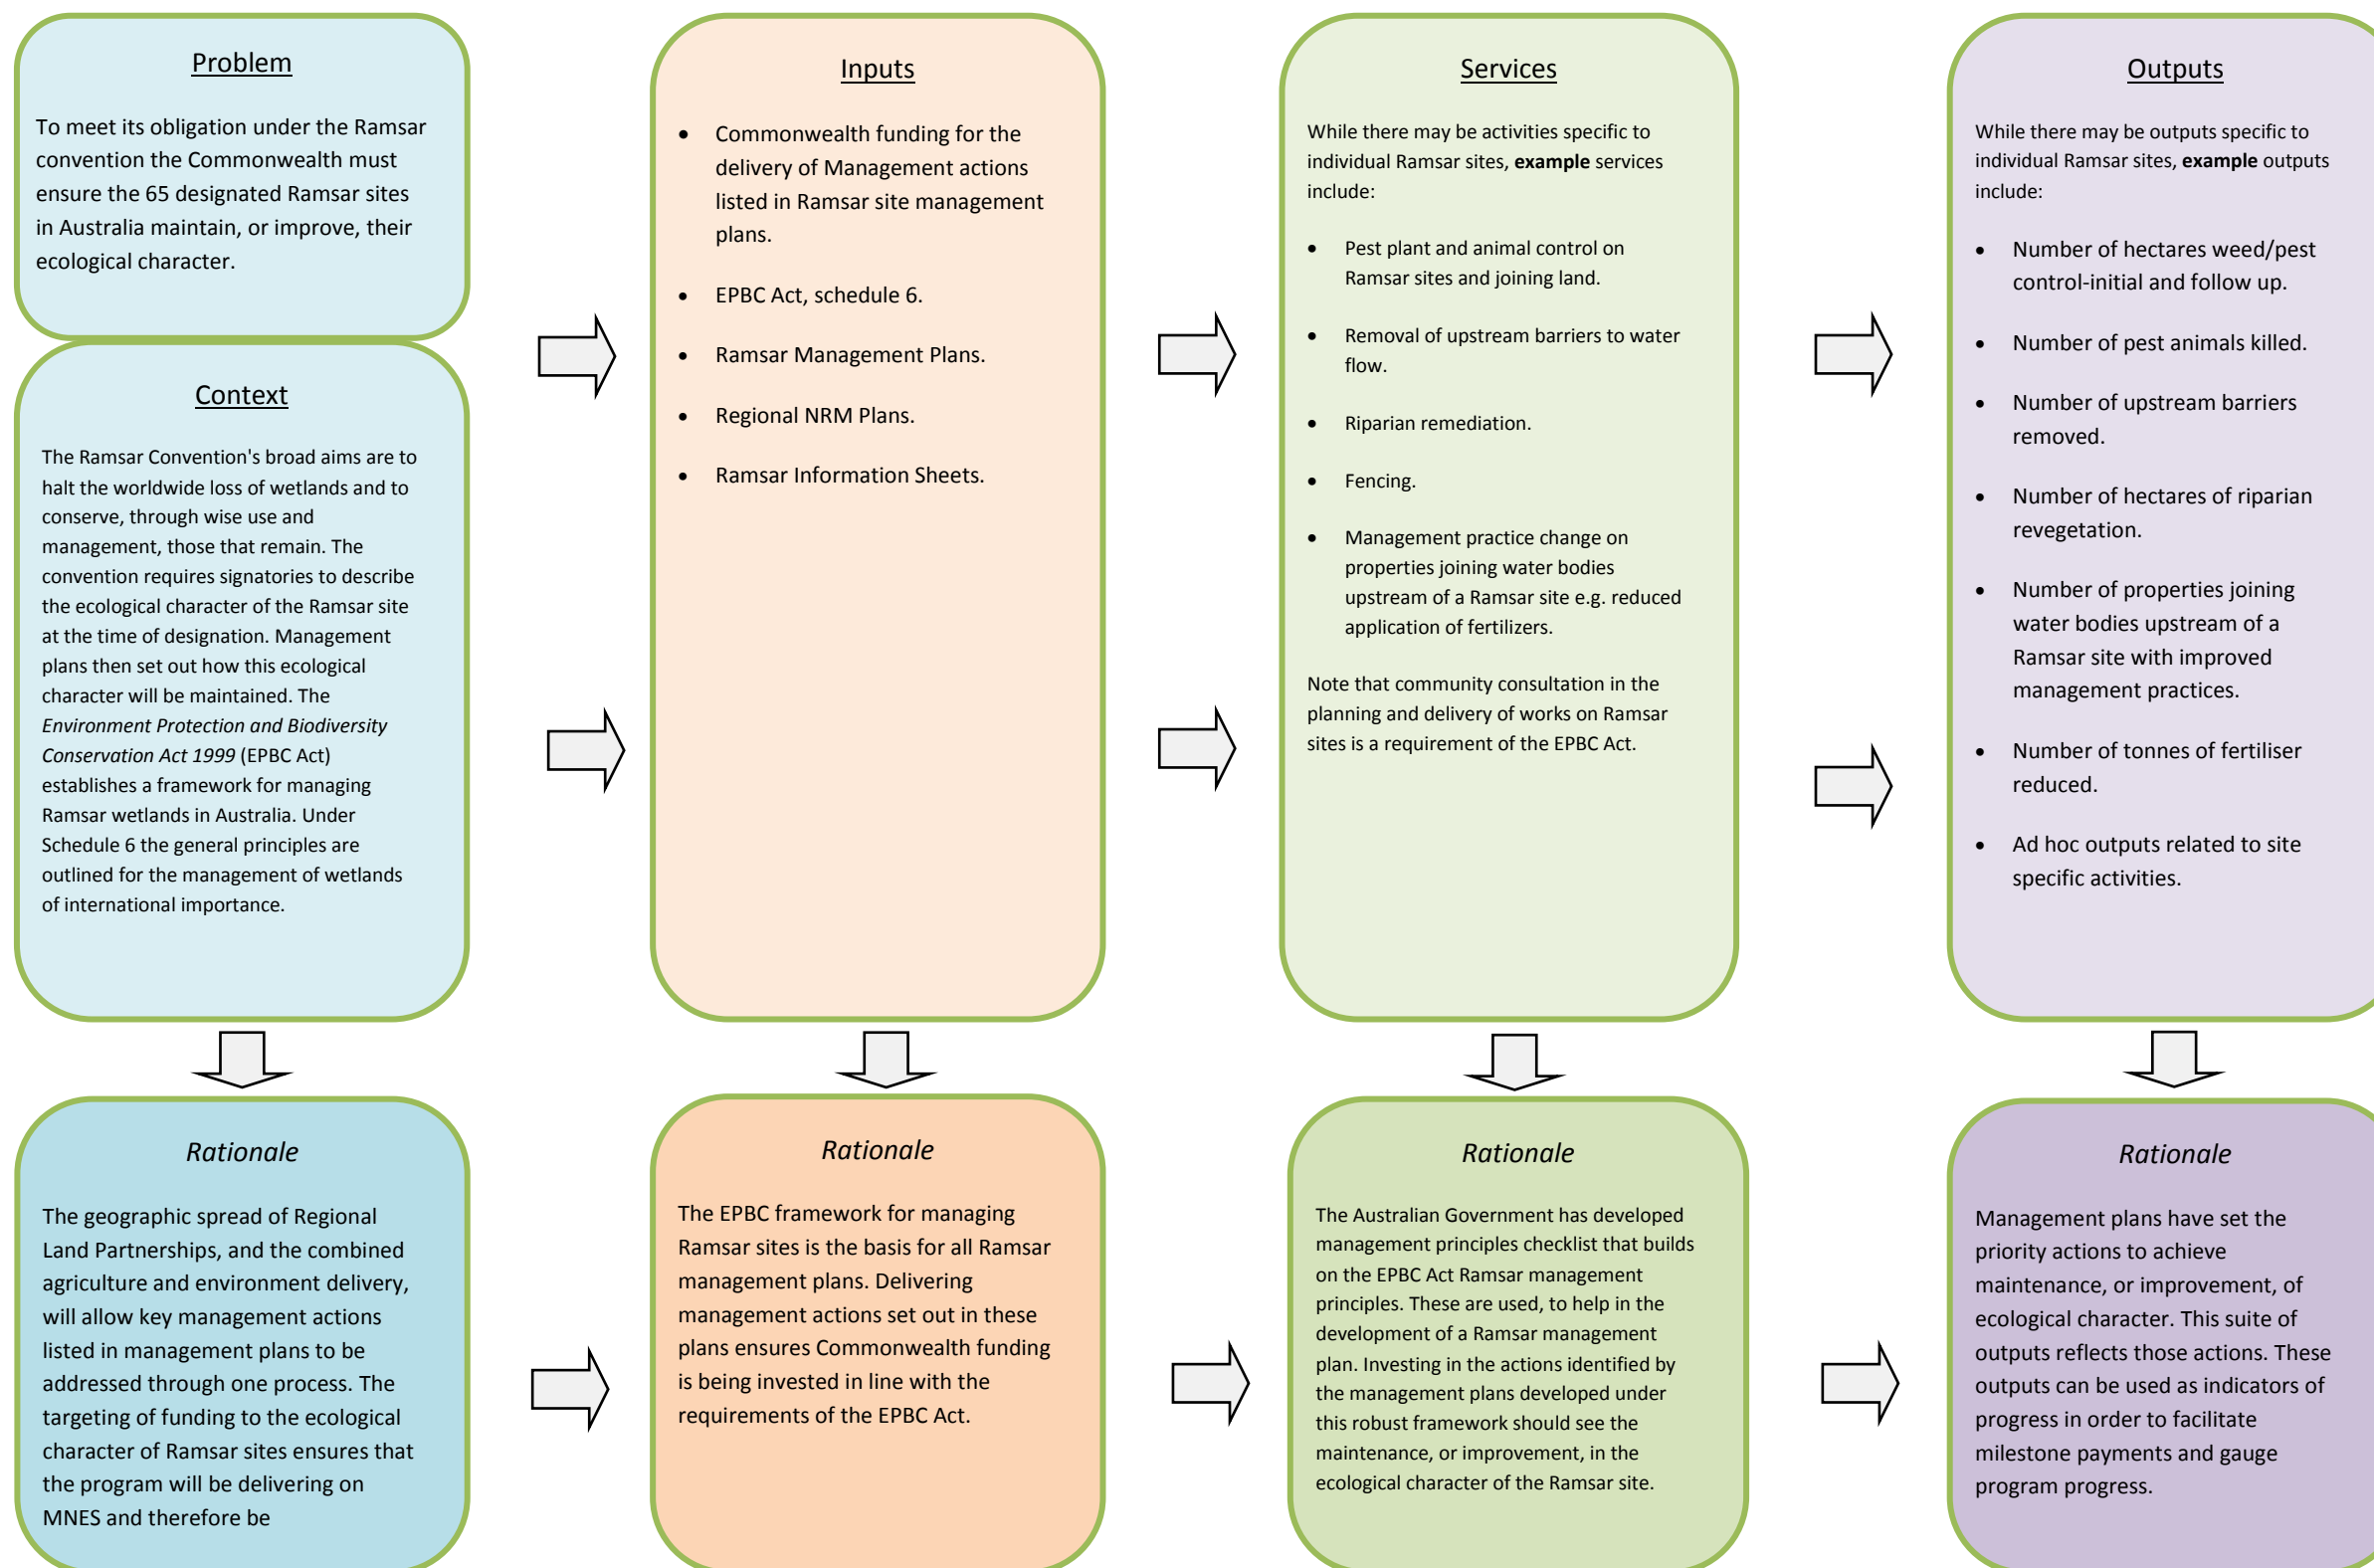 Problem
To meet its obligation under the Ramsar
convention the Commonwealth must
ensure the 65 designated Ramsar sites
in Australia maintain, or improve, their
ecological character.
Context
The Ramsar Convention's broad aims are to
halt the worldwide loss of wetlands and to
conserve, through wise use and
management, those that remain. The
convention requires signatories to describe
the ecological character of the Ramsar site
at the time of designation. Management
plans then set out how this ecological
character will be maintained. The
Environment Protection and Biodiversity
Conservation Act 1999 (EPBC Act)
establishes a framework for managing
Ramsar wetlands in Australia. Under
Schedule 6 the general principles are
outlined for the management of wetlands
of international importance.
Inputs
• Commonwealth funding for the
delivery of Management actions
listed in Ramsar site management
plans.
• EPBC Act, schedule 6.
• Ramsar Management Plans.
• Regional NRM Plans.
• Ramsar Information Sheets.
Services
While there may be activities specific to
individual Ramsar sites, example services
include:
• Pest plant and animal control on
Ramsar sites and joining land.
• Removal of upstream barriers to water
flow.
• Riparian remediation.
• Fencing.
• Management practice change on
properties joining water bodies
upstream of a Ramsar site e.g. reduced
application of fertilizers.
Note that community consultation in the
planning and delivery of works on Ramsar
sites is a requirement of the EPBC Act.
Outputs
While there may be outputs specific to
individual Ramsar sites, example outputs
include:
• Number of hectares weed/pest
control-initial and follow up.
• Number of pest animals killed.
• Number of upstream barriers
removed.
• Number of hectares of riparian
revegetation.
• Number of properties joining
water bodies upstream of a
Ramsar site with improved
management practices.
• Number of tonnes of fertiliser
reduced.
• Ad hoc outputs related to site
specific activities.
Rationale
The geographic spread of Regional
Land Partnerships, and the combined
agriculture and environment delivery,
will allow key management actions
listed in management plans to be
addressed through one process. The
targeting of funding to the ecological
character of Ramsar sites ensures that
the program will be delivering on
MNES and therefore be
Rationale
The EPBC framework for managing
Ramsar sites is the basis for all Ramsar
management plans. Delivering
management actions set out in these
plans ensures Commonwealth funding
is being invested in line with the
requirements of the EPBC Act.
Rationale
The Australian Government has developed
management principles checklist that builds
on the EPBC Act Ramsar management
principles. These are used, to help in the
development of a Ramsar management
plan. Investing in the actions identified by
the management plans developed under
this robust framework should see the
maintenance, or improvement, in the
ecological character of the Ramsar site.
Rationale
Management plans have set the
priority actions to achieve
maintenance, or improvement, of
ecological character. This suite of
outputs reflects those actions. These
outputs can be used as indicators of
progress in order to facilitate
milestone payments and gauge
program progress.